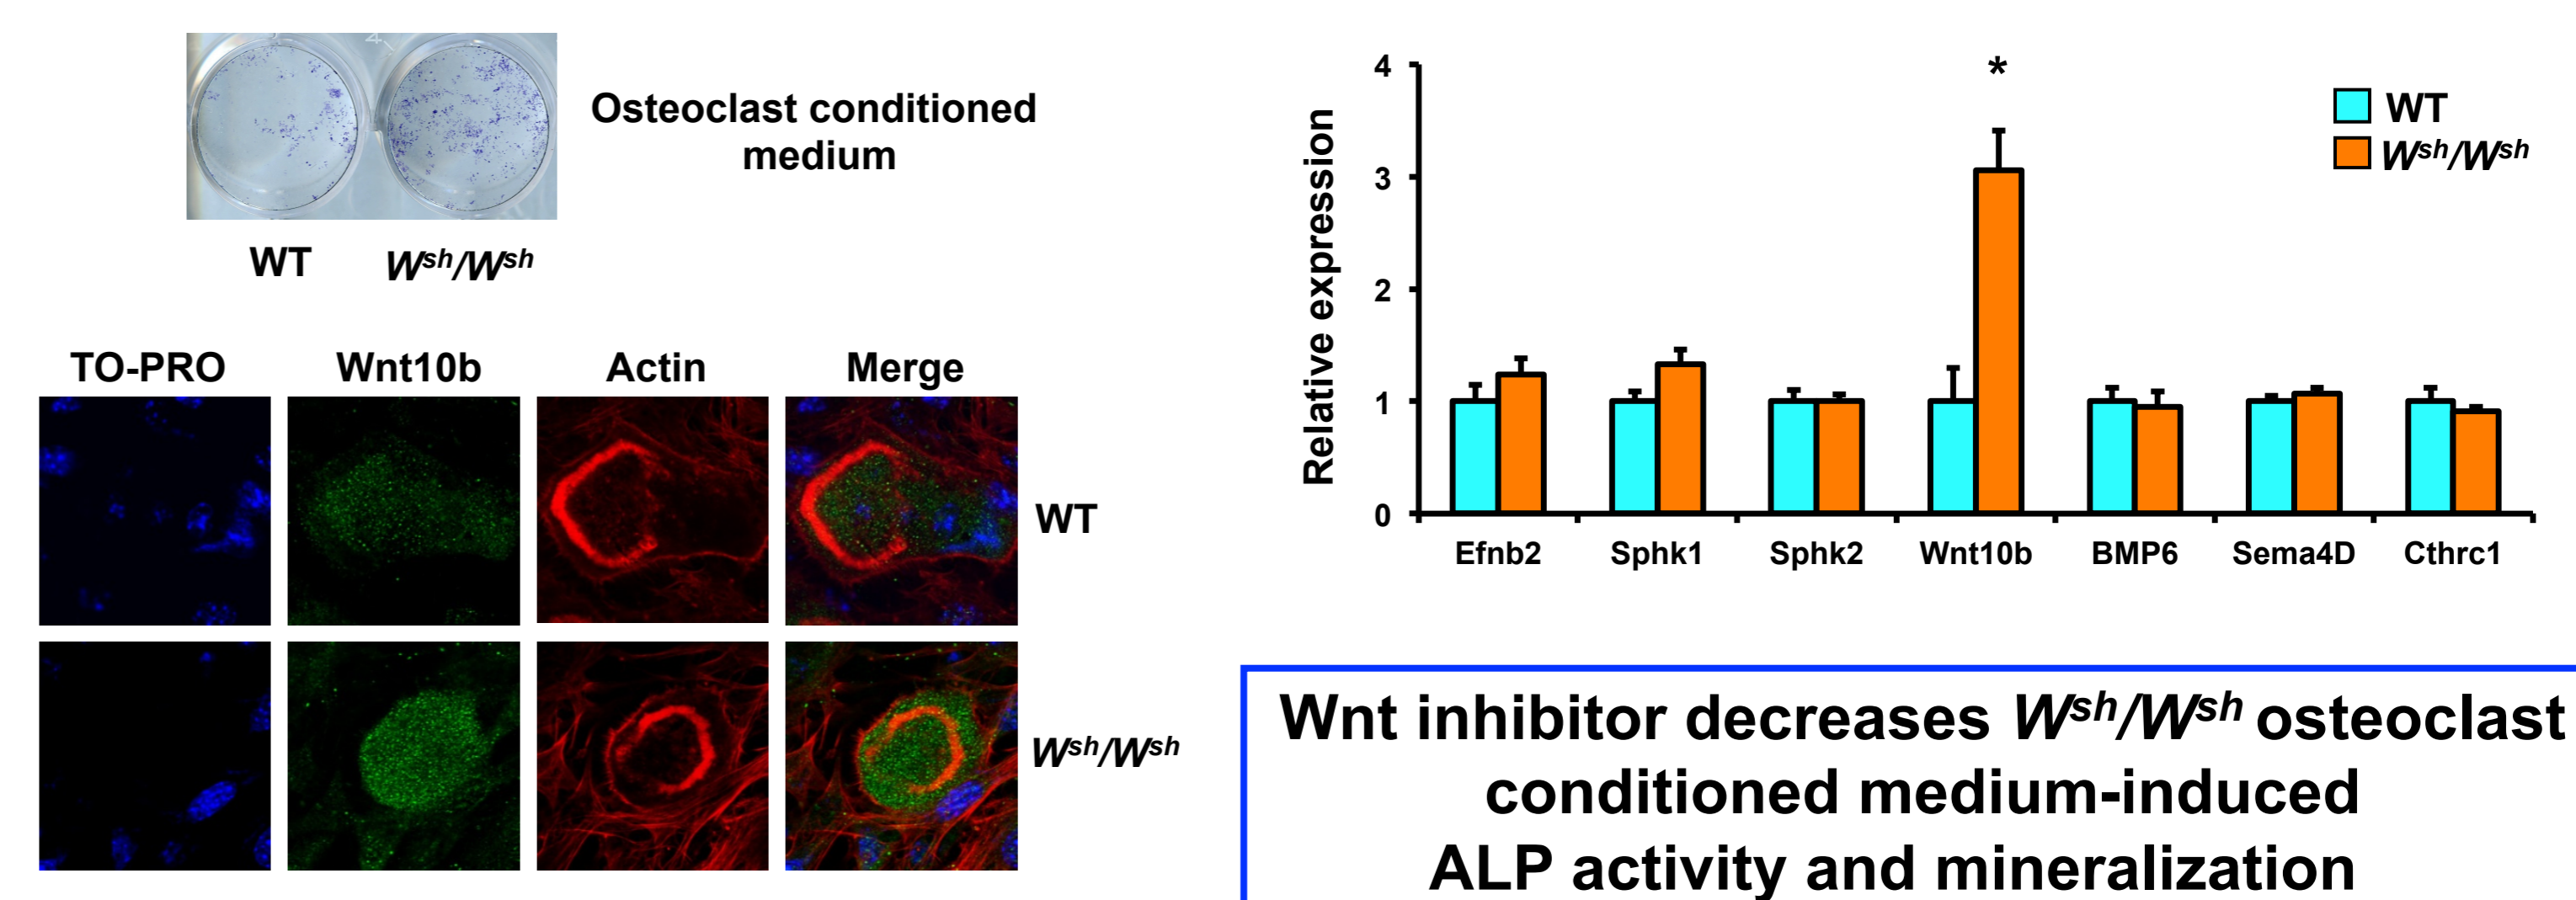 Osteoclast conditioned
medium
WT
Wsh/Wsh
TO-PRO
Wnt10b
Actin
Merge
WT
Wsh/Wsh
4
3
2
1
0
Relative expression
*
WT
Wsh/Wsh
Efnb2
Sphk1
Sphk2
Wnt10b
BMP6
Sema4D
Cthrc1
Wnt inhibitor decreases Wsh/Wsh osteoclast
conditioned medium-induced
ALP activity and mineralization